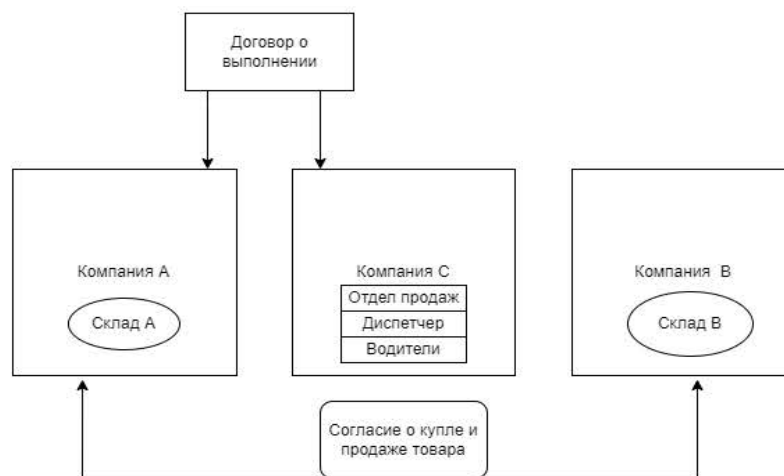 Договор о
выполнении
Компания А
Компания С
Компания В
Отдел продаж
Склад А
Диспетчер
Склад В
Водители
Согласие о купле и
продаже товара